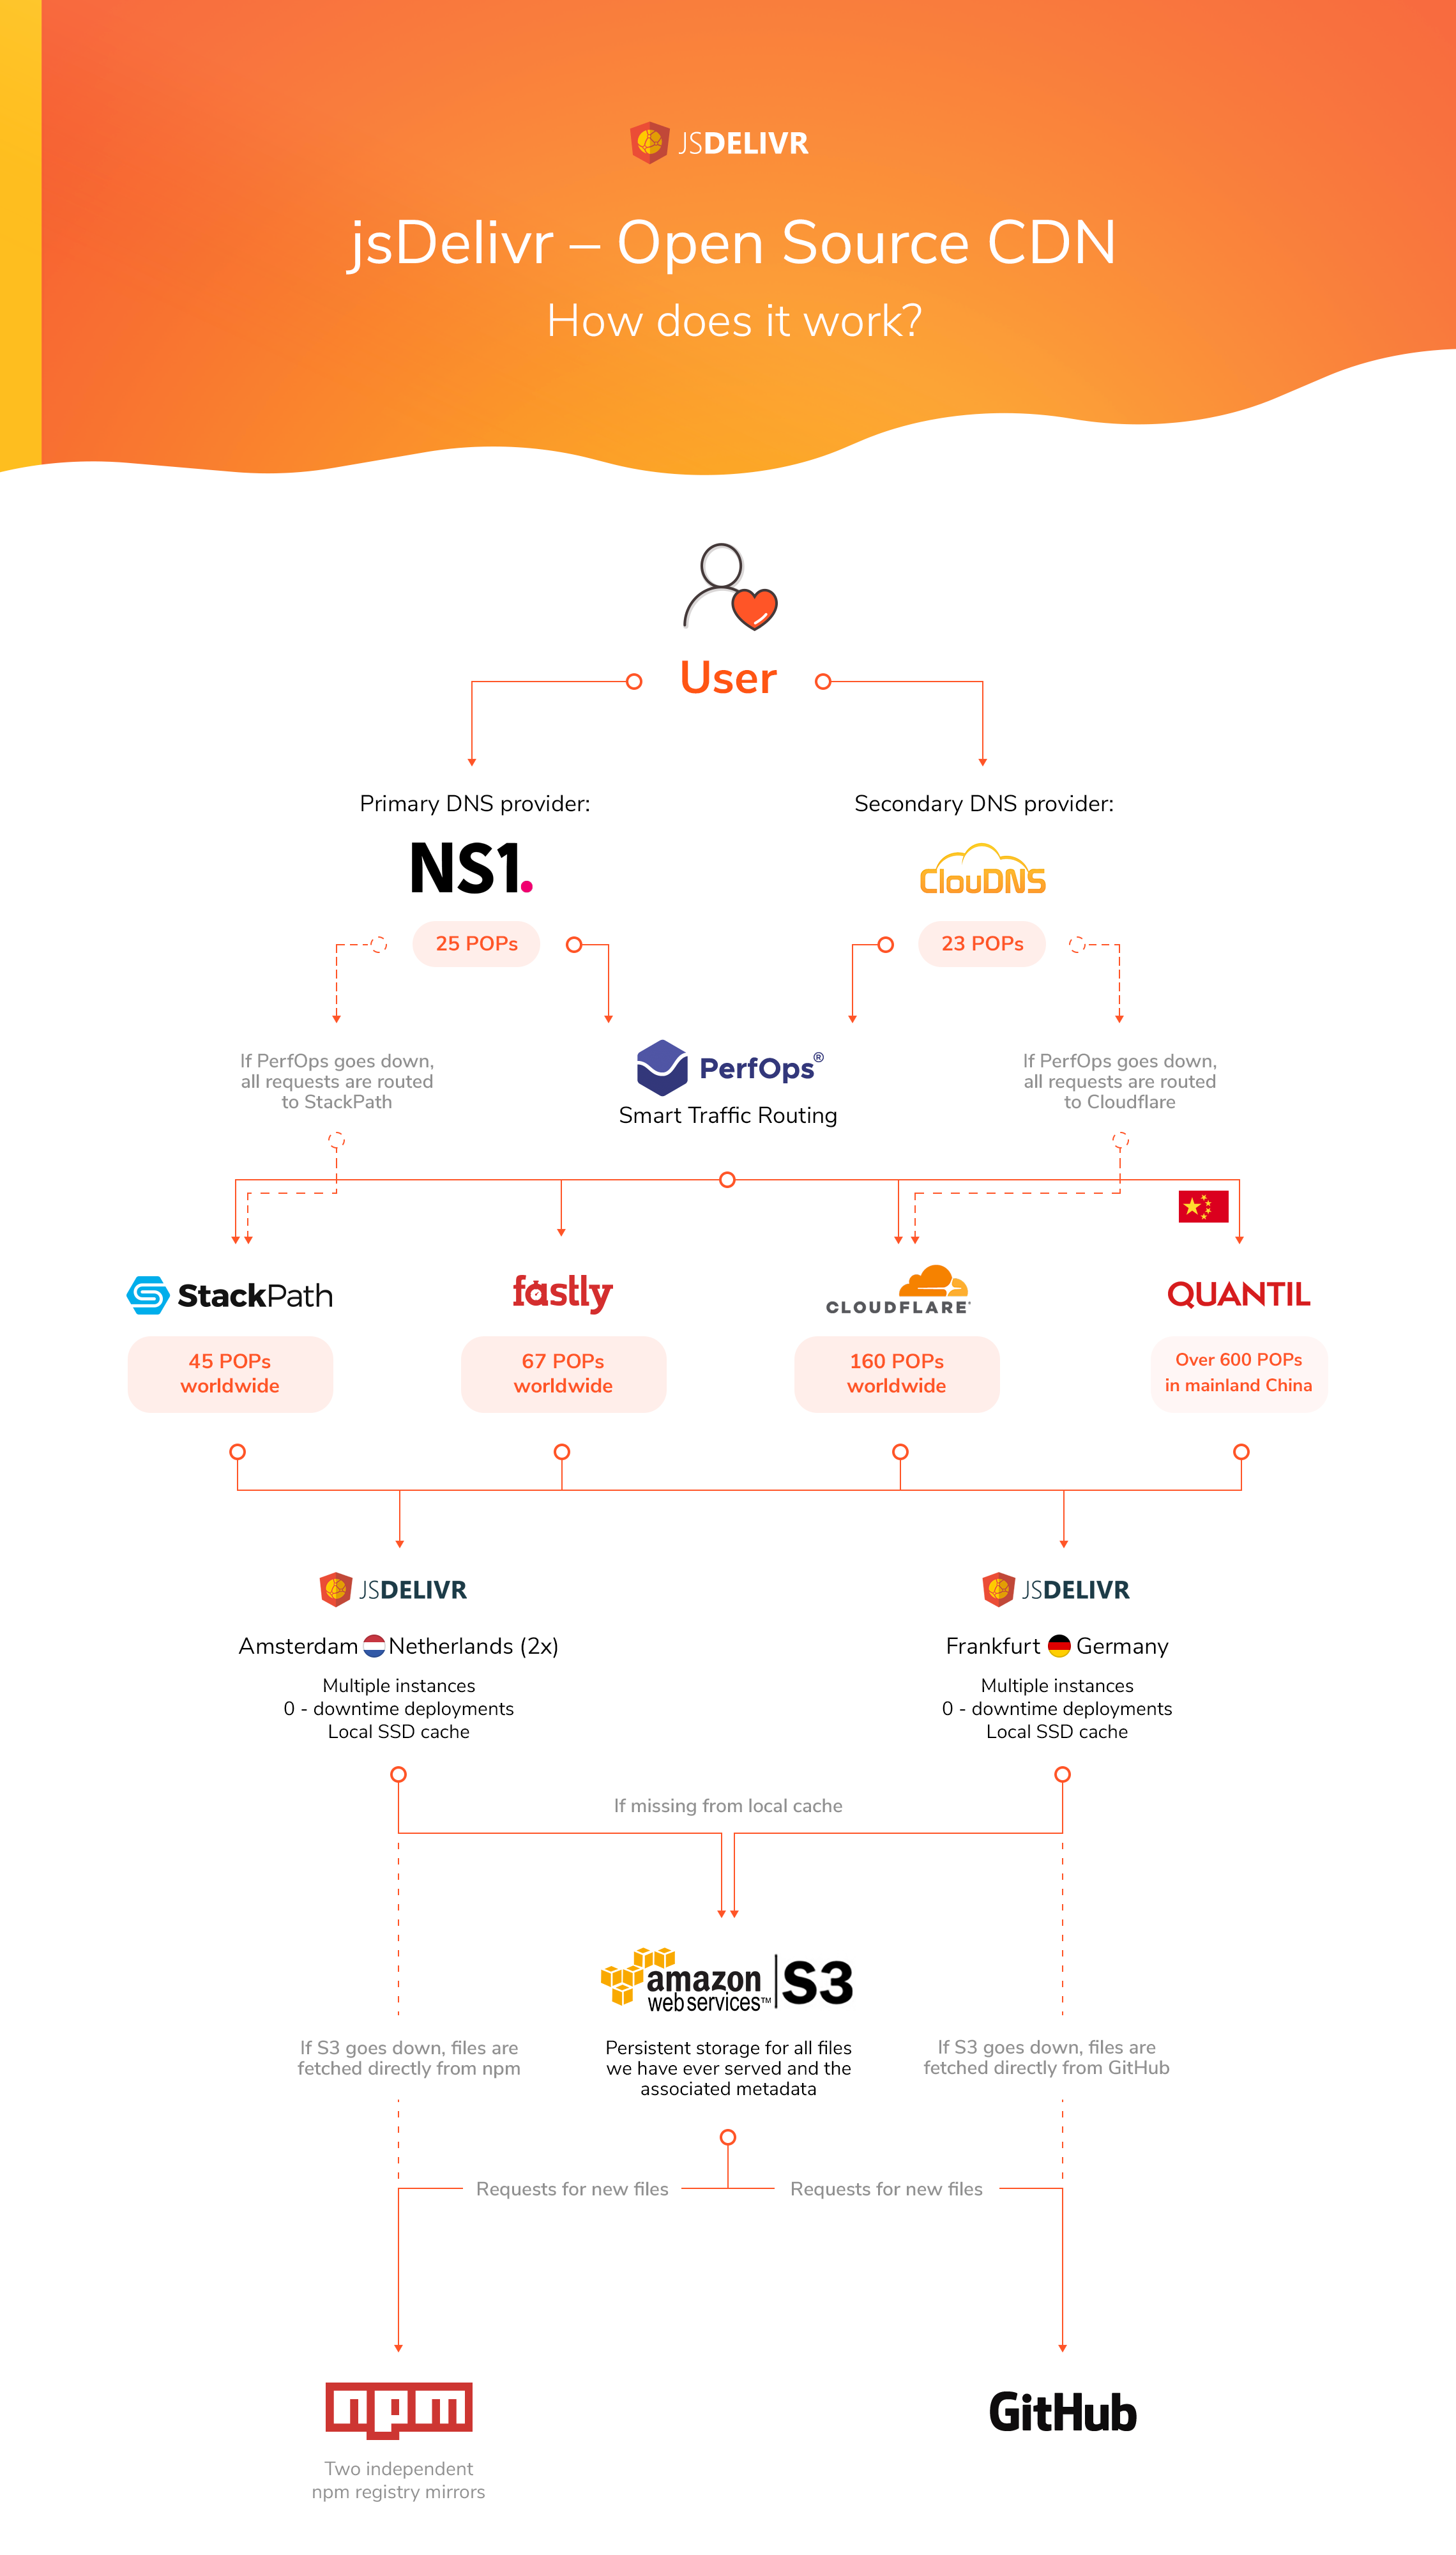 JSDELIVR
jsDelivr – Open Source CDN
How does it work?
User
Primary DNS provider:
Secondary DNS provider:
NS1.
ClouDNS
25 POPs
23 POPs
If PerfOps goes down,
all requests are routed
to StackPath
PerfOps®
Smart Traffic Routing
If PerfOps goes down,
all requests are routed
to Cloudflare
StackPath
fastly
CLOUDFLARE
QUANTIL
45 POPs
worldwide
67 POPs
worldwide
160 POPs
worldwide
Over 600 POPs
in mainland China
JSDELIVR
JSDELIVR
Amsterdam Netherlands (2x)
Frankfurt Germany
Multiple instances
0 - downtime deployments
Local SSD cache
Multiple instances
0 - downtime deployments
Local SSD cache
If missing from local cache
amazon
webservices™
S3
If S3 goes down, files are
fetched directly from npm
Persistent storage for all files
we have ever served and the
associated metadata
If S3 goes down, files are
fetched directly from GitHub
Requests for new files
Requests for new files
npm
GitHub
Two independent
npm registry mirrors